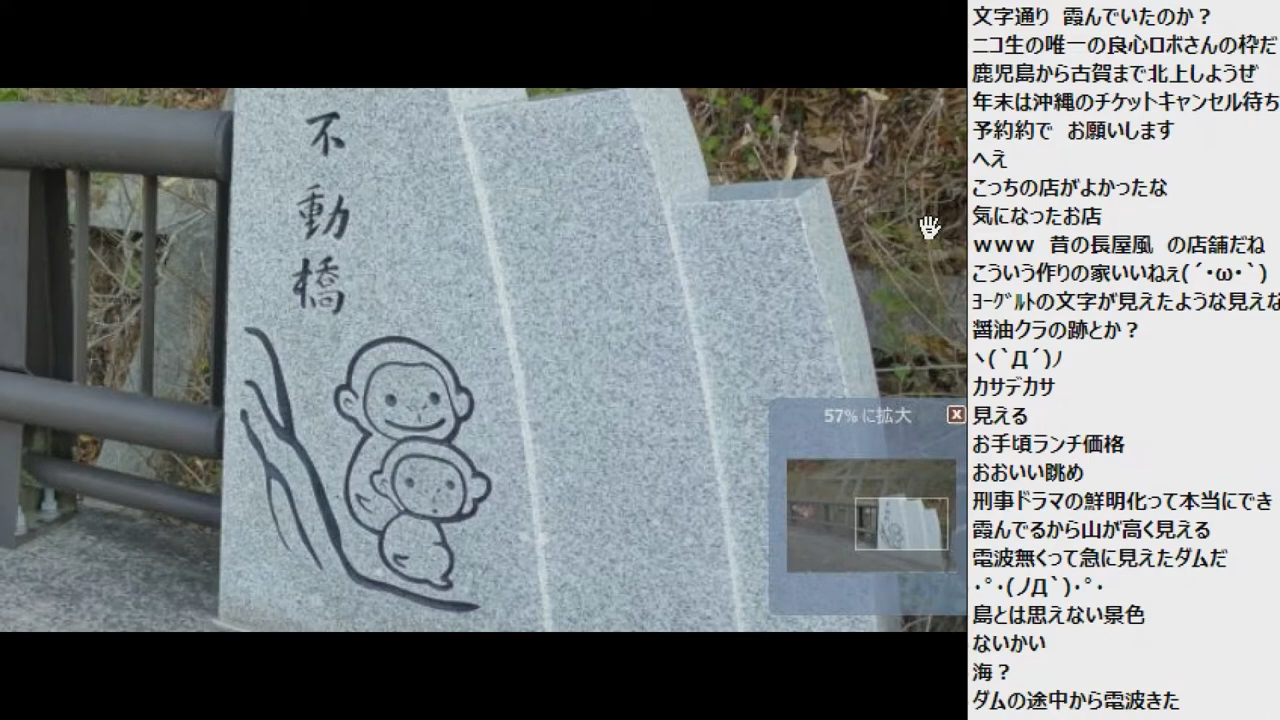 不動橋
57% に拡大
文字通り 霞んでいたのか？
ニコ生の唯一の良心ロボさんの枠だ
鹿児島から古賀まで北上しようぜ
年末は沖縄のチケットキャンセル待ち
予約約で お願いします
へえ
こっちの店がよかったな
気になったお店
ｗｗｗ 昔の長屋風 の店舗だね
こういう作りの家いいねぇ(´･ω･`)
ﾖｰｸﾞﾙﾄの文字が見えたような見えな
醤油クラの跡とか？
ヽ(`Д´)ﾉ
カサデカサ
見える
お手頃ランチ価格
おおいい眺め
刑事ドラマの鮮明化って本当にでき
霞んでるから山が高く見える
電波無くって急に見えたダムだ
･ﾟ･(ノД`)･ﾟ･
島とは思えない景色
ないかい
海？
ダムの途中から電波きた